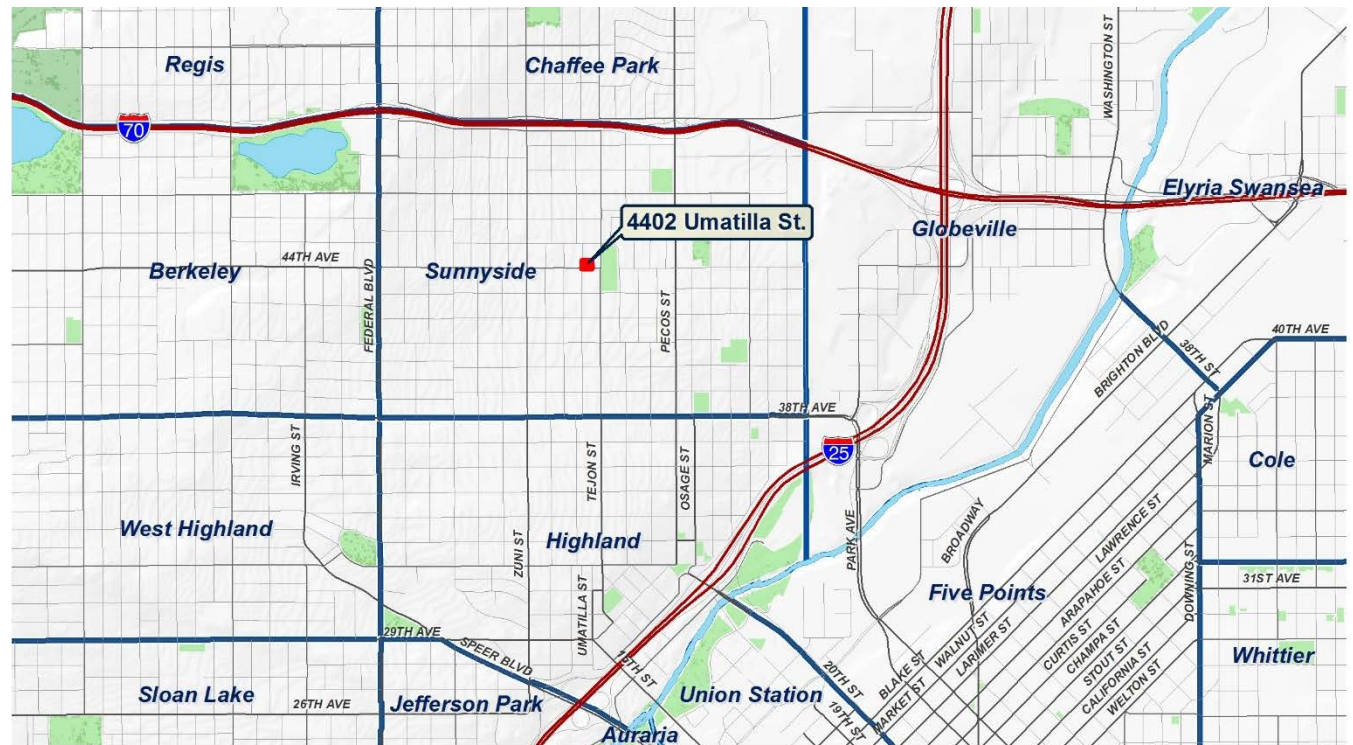 WASHINGTON ST
Regis
Chaffee Park
70
Elyria Swansea
4402 Umatilla St.
Globeville
44TH AVE
Berkeley
Sunnyside
FEDERAL BLVD
PECOS ST
BRIGHTON BLVD
38TH ST
40TH AVE
38TH AVE
MARION ST
IRVING ST
25
TEJON ST
OSAGE ST
Cole
West Highland
ZUNI ST
Highland
PARK AVE
BROADWAY
LAWRENCE ST
ARAPAHOE ST
DOWNING ST
31ST AVE
Five Points
CURTIS ST
CHAMPA ST
STOUT ST
CALIFORNIA ST
WELTON ST
UMATILLA ST
29TH AVE
SPEER BLVD
15TH ST
WALNUT ST
LARIMER ST
BLAKE ST
MARKET ST
20TH ST
19TH ST
Whittier
Sloan Lake
26TH AVE
Jefferson Park
Union Station
Auraria